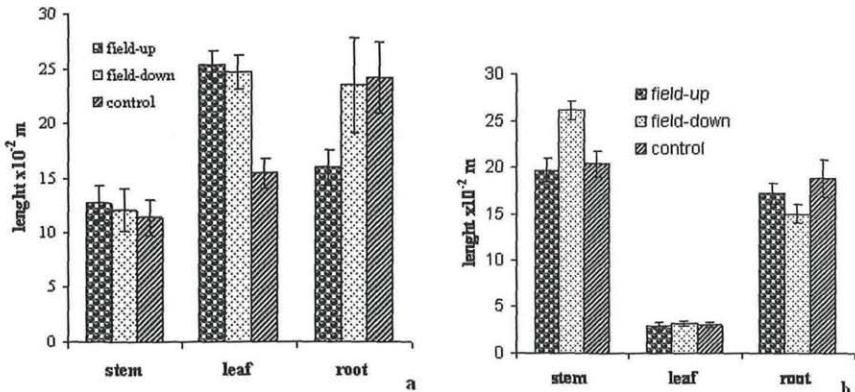 lenght x10⁻² m
30
25
20
15
10
5
0
field-up
field-down
control
stem leaf root
a
lenght x10⁻² m
30
25
20
15
10
5
0
field-up
field-down
control
stem leaf root
b